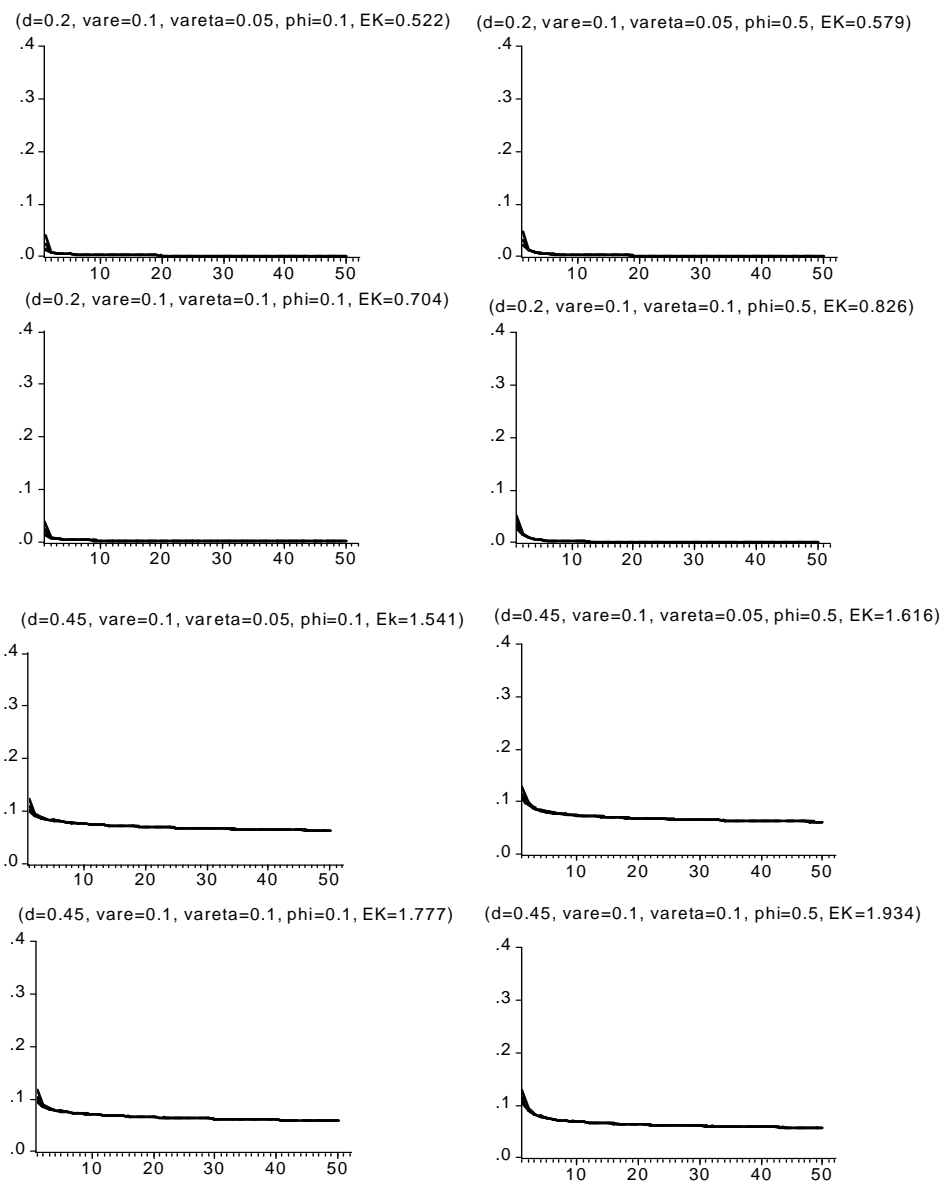 (d=0.2, vare=0.1, vareta=0.05, phi=0.1, EK=0.522)
.4
.3
.2
.1
.0
10 20 30 40 50
(d=0.2, vare=0.1, vareta=0.05, phi=0.5, EK=0.579)
.4
.3
.2
.1
.0
10 20 30 40 50
(d=0.2, vare=0.1, vareta=0.1, phi=0.1, EK=0.704)
.4
.3
.2
.1
.0
10 20 30 40 50
(d=0.2, vare=0.1, vareta=0.1, phi=0.5, EK=0.826)
.4
.3
.2
.1
.0
10 20 30 40 50
(d=0.45, vare=0.1, vareta=0.05, phi=0.1, Ek=1.541)
.4
.3
.2
.1
.0
10 20 30 40 50
(d=0.45, vare=0.1, vareta=0.05, phi=0.5, EK=1.616)
.4
.3
.2
.1
.0
10 20 30 40 50
(d=0.45, vare=0.1, vareta=0.1, phi=0.1, EK=1.777)
.4
.3
.2
.1
.0
10 20 30 40 50
(d=0.45, vare=0.1, vareta=0.1, phi=0.5, EK=1.934)
.4
.3
.2
.1
.0
10 20 30 40 50